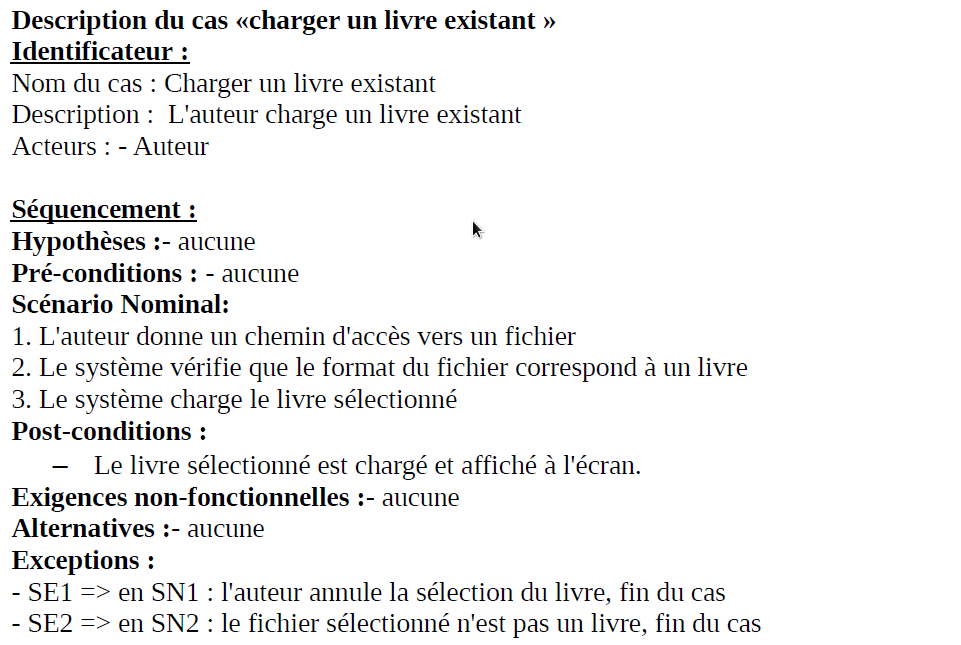 Description du cas «charger un livre existant »
Identificateur :
Nom du cas : Charger un livre existant
Description :  L'auteur charge un livre existant
Acteurs : - Auteur
Séquencement :
Hypothèses :- aucune
Pré-conditions : - aucune
Scénario Nominal:
1. L'auteur donne un chemin d'accès vers un fichier
2. Le système vérifie que le format du fichier correspond à un livre
3. Le système charge le livre sélectionné
Post-conditions :
– Le livre sélectionné est chargé et affiché à l'écran.
Exigences non-fonctionnelles :- aucune
Alternatives :- aucune
Exceptions :
- SE1 => en SN1 : l'auteur annule la sélection du livre, fin du cas
- SE2 => en SN2 : le fichier sélectionné n'est pas un livre, fin du cas